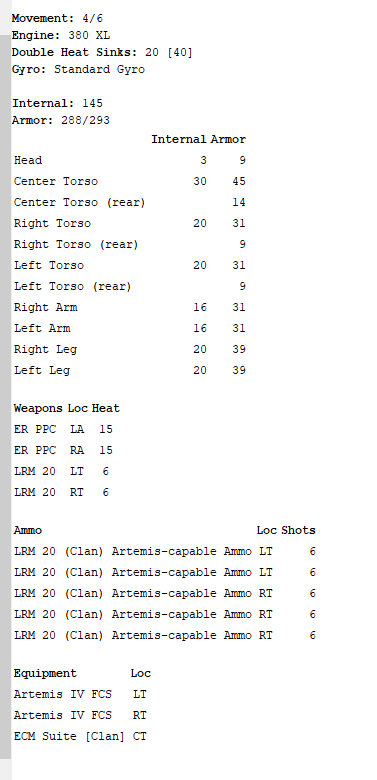 Movement: 4/6
Engine: 380 XL
Double Heat Sinks: 20 [40]
Gyro: Standard Gyro
Internal: 145
Armor: 288/293
Internal Armor
Head 3 9
Center Torso 30 45
Center Torso (rear) 14
Right Torso 20 31
Right Torso (rear) 9
Left Torso 20 31
Left Torso (rear) 9
Right Arm 16 31
Left Arm 16 31
Right Leg 20 39
Left Leg 20 39
Weapons Loc Heat
ER PPC LA 15
ER PPC RA 15
LRM 20 LT 6
LRM 20 RT 6
Ammo Loc Shots
LRM 20 (Clan) Artemis-capable Ammo LT 6
LRM 20 (Clan) Artemis-capable Ammo LT 6
LRM 20 (Clan) Artemis-capable Ammo RT 6
LRM 20 (Clan) Artemis-capable Ammo RT 6
LRM 20 (Clan) Artemis-capable Ammo RT 6
Equipment Loc
Artemis IV FCS LT
Artemis IV FCS RT
ECM Suite [Clan] CT